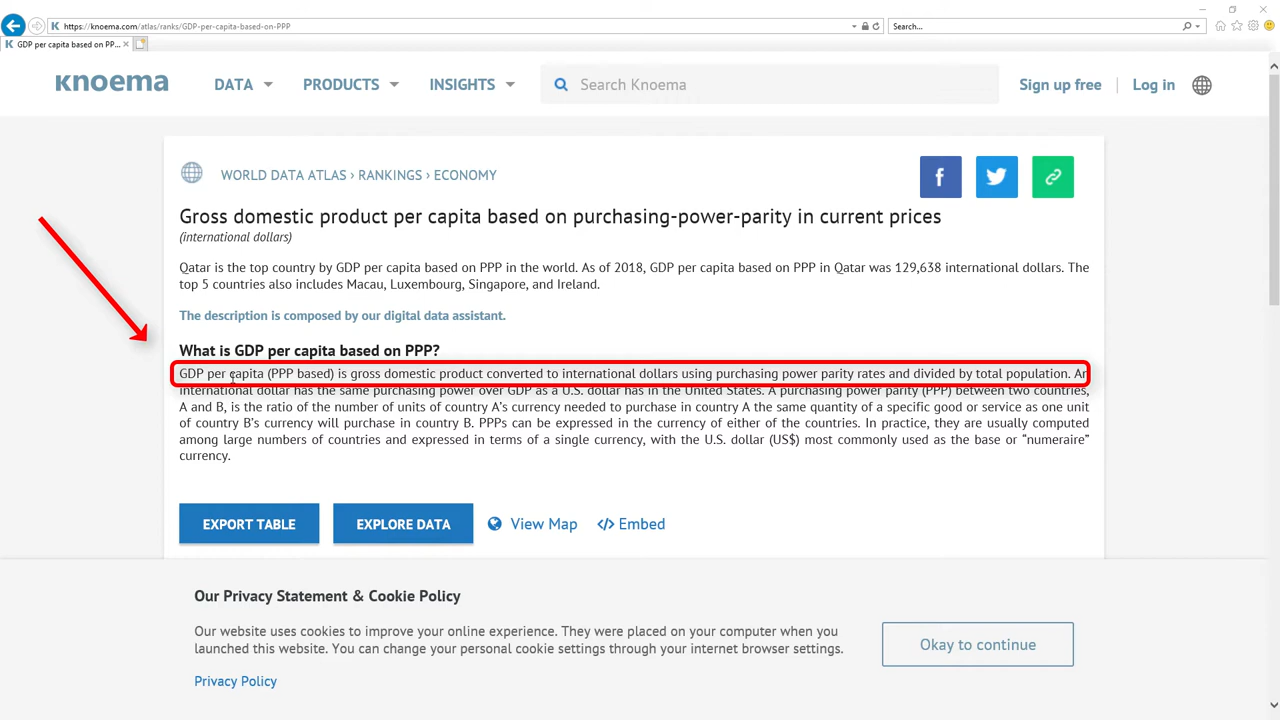 https://knoema.com/atlas/ranks/GDP-per-capita-based-on-PPP
Search...
K GDP per capita based on PP...
knoema
DATA
PRODUCTS
INSIGHTS
Search Knoema
Sign up free
Log in
WORLD DATA ATLAS › RANKINGS › ECONOMY
Gross domestic product per capita based on purchasing-power-parity in current prices
(international dollars)
Qatar is the top country by GDP per capita based on PPP in the world. As of 2018, GDP per capita based on PPP in Qatar was 129,638 international dollars. The
top 5 countries also includes Macau, Luxembourg, Singapore, and Ireland.
The description is composed by our digital data assistant.
What is GDP per capita based on PPP?
GDP per capita (PPP based) is gross domestic product converted to international dollars using purchasing power parity rates and divided by total population. An
international dollar has the same purchasing power over GDP as a U.S. dollar has in the United States. A purchasing power parity (PPP) between two countries,
A and B, is the ratio of the number of units of country A’s currency needed to purchase in country A the same quantity of a specific good or service as one unit
of country B’s currency will purchase in country B. PPPs can be expressed in the currency of either of the countries. In practice, they are usually computed
among large numbers of countries and expressed in terms of a single currency, with the U.S. dollar (US$) most commonly used as the base or “numeraire”
currency.
EXPORT TABLE
EXPLORE DATA
View Map
</> Embed
Our Privacy Statement & Cookie Policy
Our website uses cookies to improve your online experience. They were placed on your computer when you
launched this website. You can change your personal cookie settings through your internet browser settings.
Okay to continue
Privacy Policy